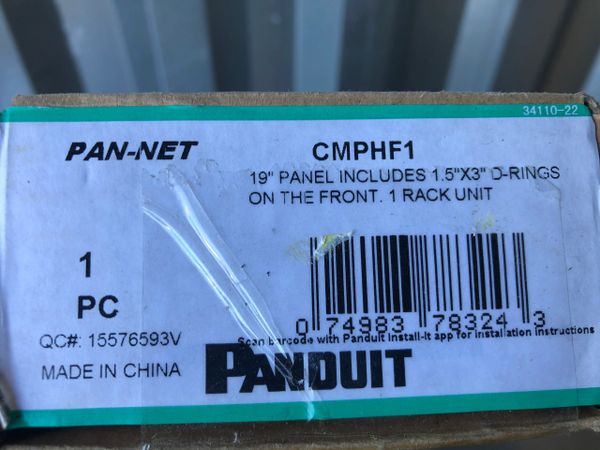 34110-22
PAN-NET
CMPHF1
19" PANEL INCLUDES 1.5"X3" D-RINGS
ON THE FRONT. 1 RACK UNIT
1
PC
0 74983 78324 3
Scan barcode with Panduit Install-It app for installation Instructions
QC#: 15576593V
MADE IN CHINA
PANDUIT